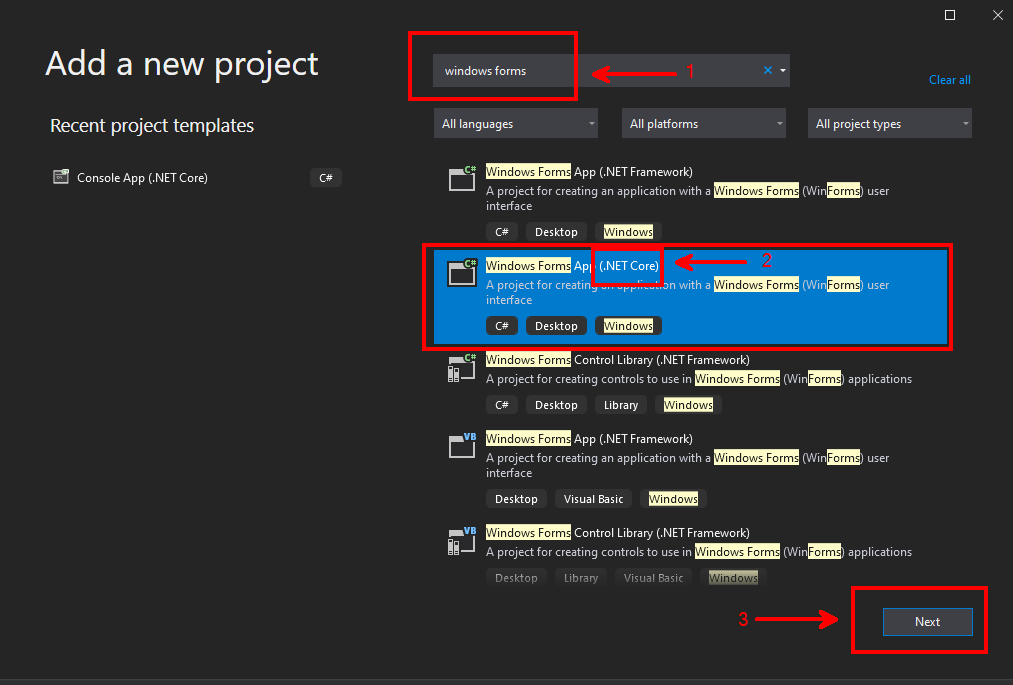 Add a new project
windows forms
1
Clear all
Recent project templates
All languages
All platforms
All project types
Console App (.NET Core)
C#
C#
Windows Forms App (.NET Framework)
A project for creating an application with a Windows Forms (WinForms) user
interface
C# Desktop Windows
C#
Windows Forms App (.NET Core)
2
A project for creating an application with a Windows Forms (WinForms) user
interface
C# Desktop Windows
C#
Windows Forms Control Library (.NET Framework)
A project for creating controls to use in Windows Forms (WinForms) applications
C# Desktop Library Windows
VB
Windows Forms App (.NET Framework)
A project for creating an application with a Windows Forms (WinForms) user
interface
Desktop Visual Basic Windows
VB
Windows Forms Control Library (.NET Framework)
A project for creating controls to use in Windows Forms (WinForms) applications
Desktop Library Visual Basic Windows
3
Next